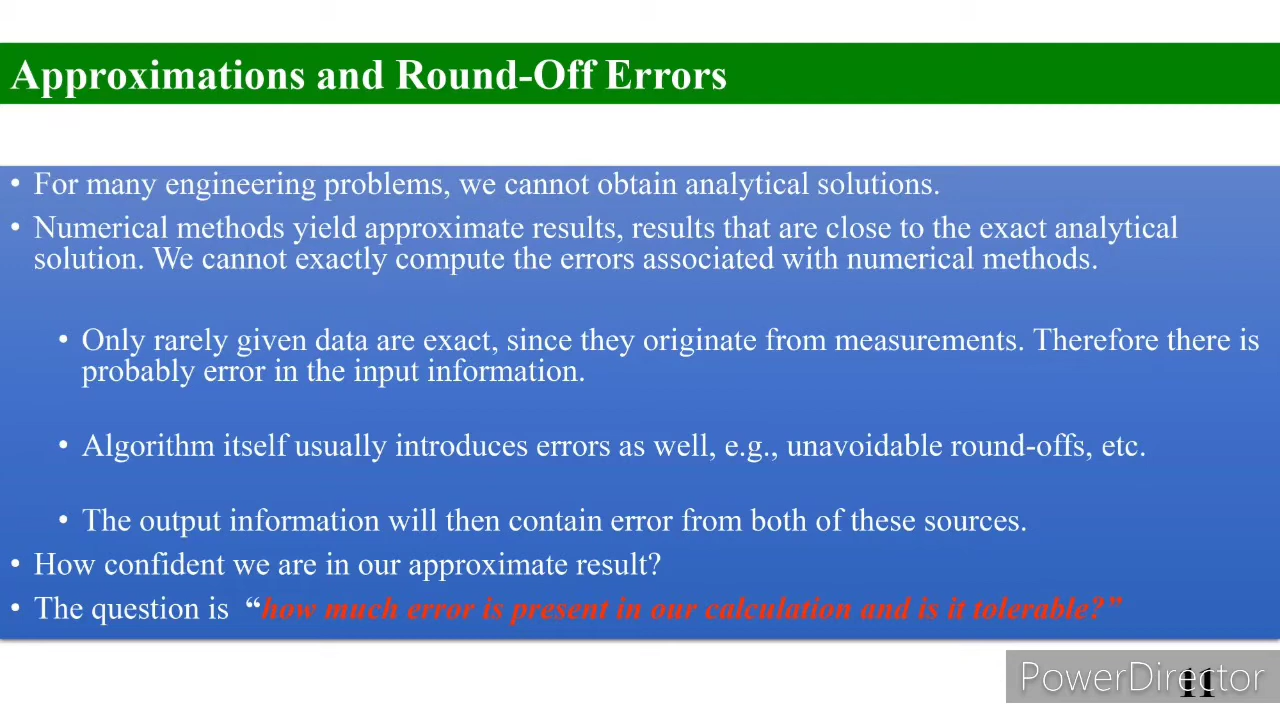 Approximations and Round-Off Errors
• For many engineering problems, we cannot obtain analytical solutions.
• Numerical methods yield approximate results, results that are close to the exact analytical
solution. We cannot exactly compute the errors associated with numerical methods.
• Only rarely given data are exact, since they originate from measurements. Therefore there is
probably error in the input information.
• Algorithm itself usually introduces errors as well, e.g., unavoidable round-offs, etc.
• The output information will then contain error from both of these sources.
• How confident we are in our approximate result?
• The question is “how much error is present in our calculation and is it tolerable?”
PowerDirector
11